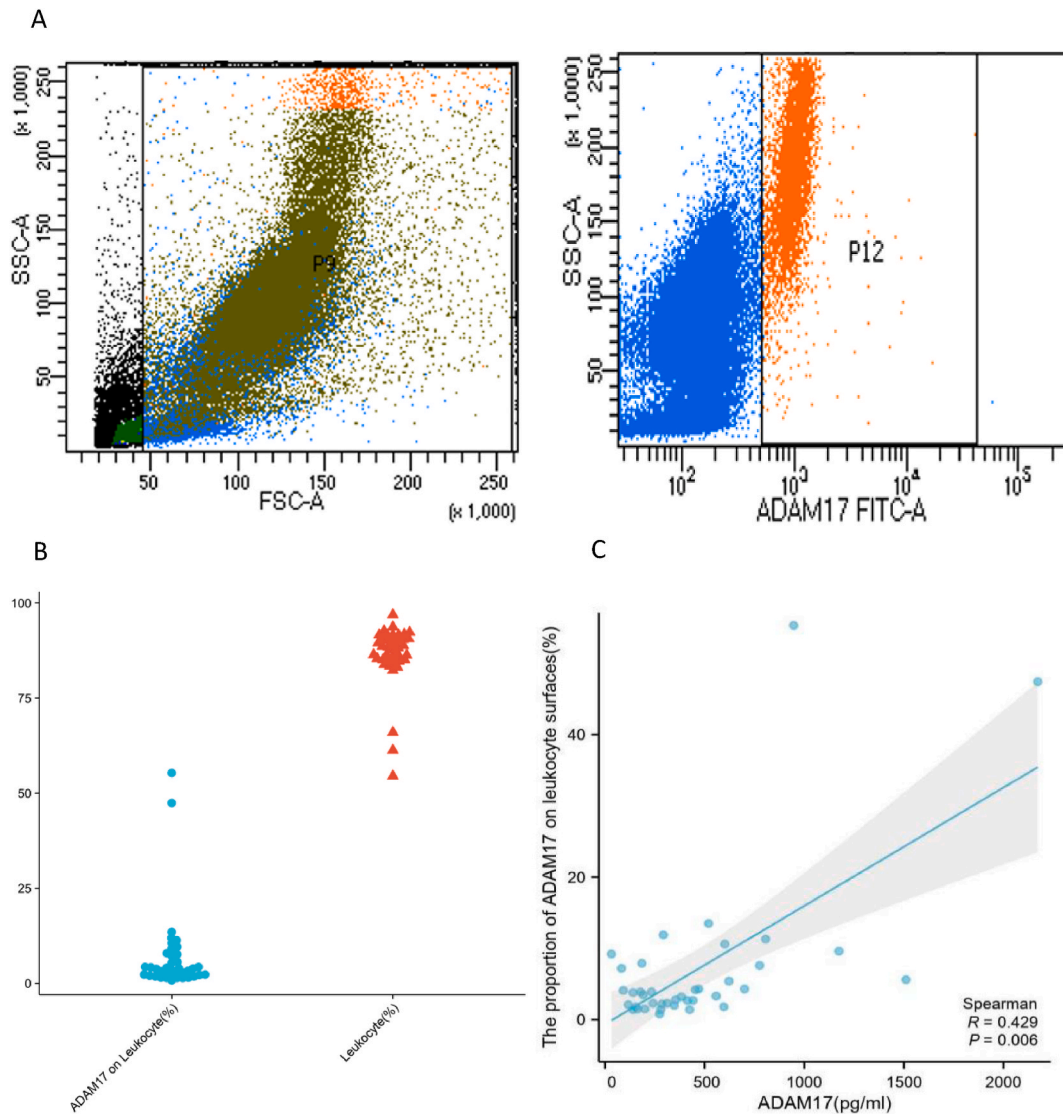 A
(x 1,000)
250
200
150
100
50
SSC-A
P9
50 100 150 200 250
FSC-A
(x 1,000)
(x 1,000)
250
200
150
100
50
SSC-A
P12
10² 10³ 10⁴ 10⁵
ADAM17 FITC-A
B
100
75
50
25
0
ADAM17 on Leukocyte(%)
Leukocyte(%)
C
The proportion of ADAM17 on leukocyte surfaces(%)
40
20
0
Spearman
R = 0.429
P = 0.006
0 500 1000 1500 2000
ADAM17(pg/ml)